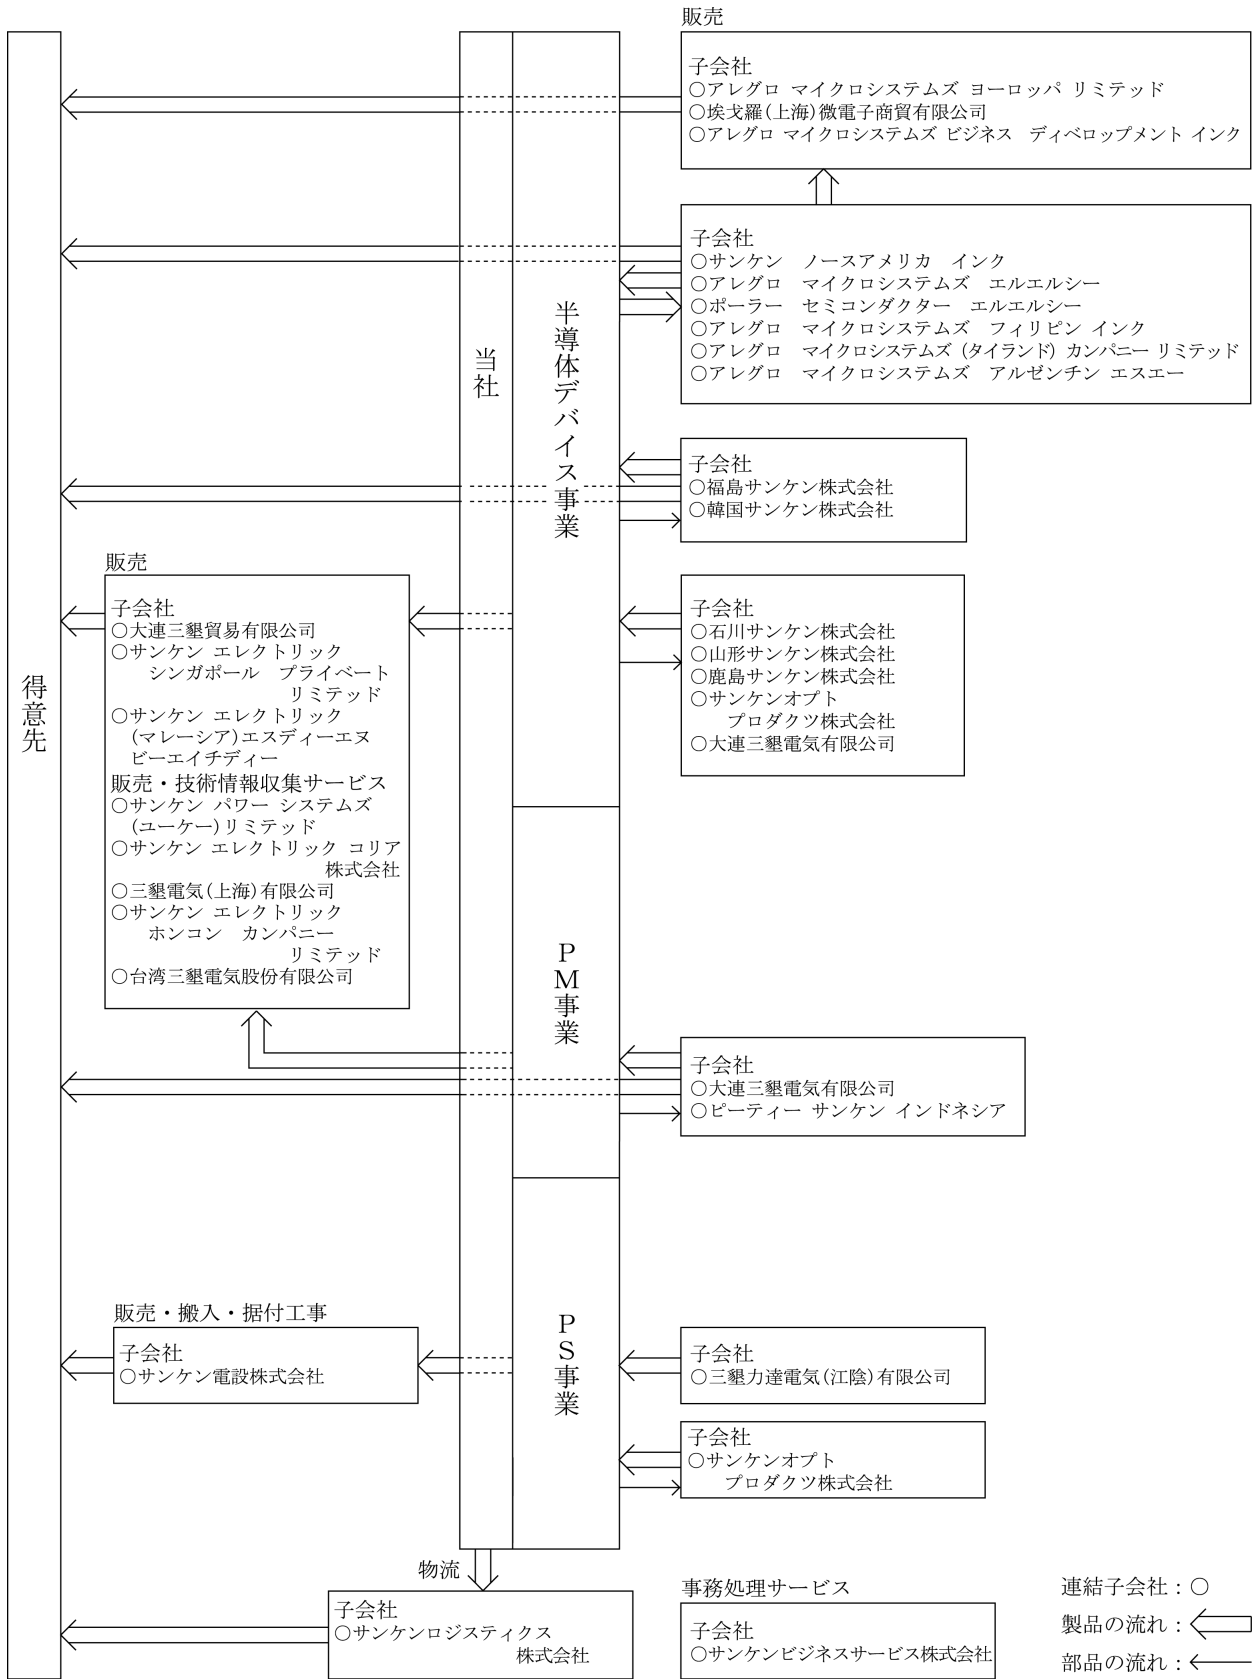 販売
子会社
○アレグロ マイクロシステムズ ヨーロッパ リミテッド
○埃戈羅(上海)微電子商貿有限公司
○アレグロ マイクロシステムズ ビジネス　ディベロップメント インク
子会社
○サンケン　ノースアメリカ　インク
○アレグロ　マイクロシステムズ　エルエルシー
○ポーラー　セミコンダクター　エルエルシー
○アレグロ　マイクロシステムズ　フィリピン インク
○アレグロ　マイクロシステムズ (タイランド) カンパニー リミテッド
○アレグロ　マイクロシステムズ　アルゼンチン エスエー
当社
半導体デバイス事業
子会社
○福島サンケン株式会社
○韓国サンケン株式会社
販売
子会社
○大連三墾貿易有限公司
○サンケン エレクトリック
シンガポール　プライベート
リミテッド
○サンケン エレクトリック
(マレーシア)エスディーエヌ
ビーエイチディー
販売・技術情報収集サービス
○サンケン パワー システムズ
(ユーケー)リミテッド
○サンケン エレクトリック コリア
株式会社
○三墾電気(上海)有限公司
○サンケン エレクトリック
ホンコン　カンパニー
リミテッド
○台湾三墾電気股份有限公司
子会社
○石川サンケン株式会社
○山形サンケン株式会社
○鹿島サンケン株式会社
○サンケンオプト
プロダクツ株式会社
○大連三墾電気有限公司
得意先
PM事業
子会社
○大連三墾電気有限公司
○ピーティー サンケン インドネシア
販売・搬入・据付工事
子会社
○サンケン電設株式会社
PS事業
子会社
○三墾力達電気(江陰)有限公司
子会社
○サンケンオプト
プロダクツ株式会社
物流
子会社
○サンケンロジスティクス
株式会社
事務処理サービス
子会社
○サンケンビジネスサービス株式会社
連結子会社：○
製品の流れ：
部品の流れ：